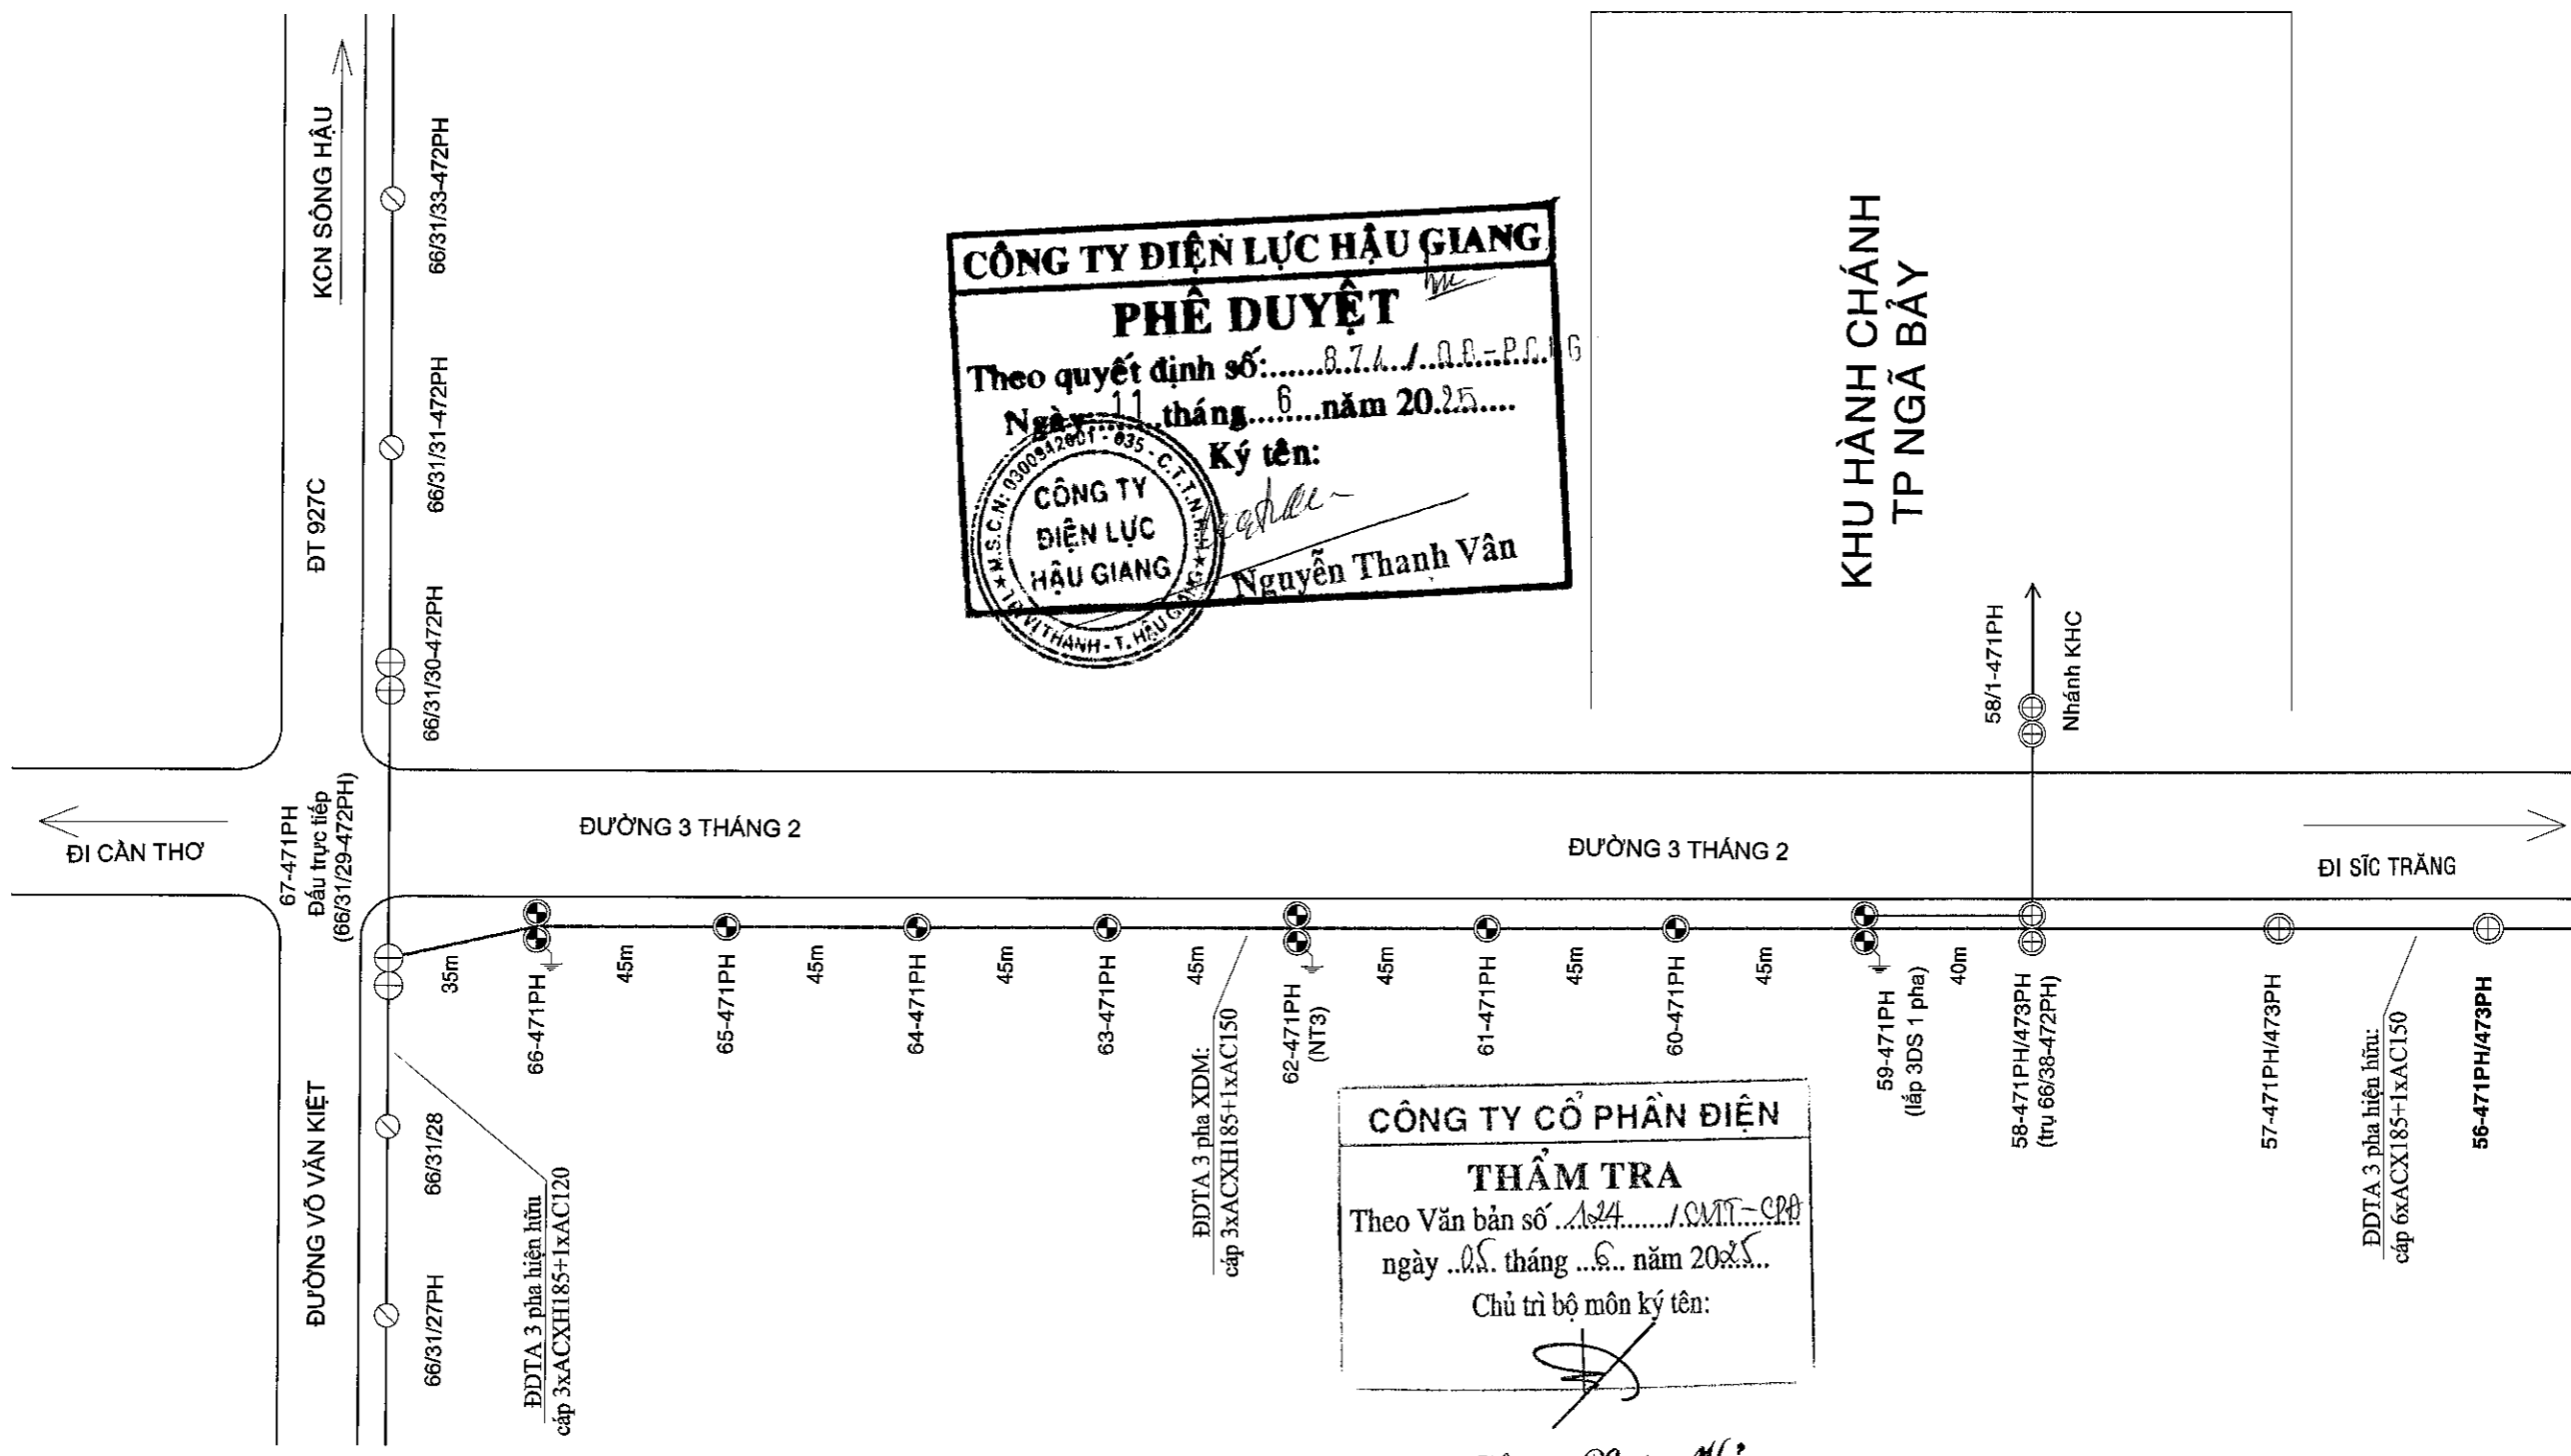 KCN SÔNG HẬU
ĐT 927C
66/31/33-472PH
66/31/31-472PH
66/31/30-472PH
CÔNG TY ĐIỆN LỰC HẬU GIANG
PHÊ DUYỆT
Theo quyết định số:
Ngày 11 tháng 6 năm 2025
Ký tên:
CÔNG TY
ĐIỆN LỰC
HẬU GIANG
Nguyễn Thanh Vân
KHU HÀNH CHÁNH
TP NGÃ BẢY
58/1-471PH
Nhánh KHC
ĐI CẦN THƠ
67-471PH
Đấu trực tiếp
(66/31/29-472PH)
ĐƯỜNG 3 THÁNG 2
ĐƯỜNG 3 THÁNG 2
ĐI SĨC TRĂNG
35m
45m
45m
45m
45m
45m
45m
45m
40m
66-471PH
65-471PH
64-471PH
63-471PH
62-471PH
(NT3)
61-471PH
60-471PH
59-471PH
(lắp 3DS 1 pha)
58-471PH/473PH
(trụ 66/38-472PH)
57-471PH/473PH
56-471PH/473PH
ĐDTA 3 pha XDM:
cáp 3xACXH185+1xAC150
ĐDTA 3 pha hiện hữu:
cáp 6xACX185+1xAC150
ĐƯỜNG VÕ VĂN KIỆT
66/31/28
66/31/27PH
ĐDTA 3 pha hiện hữu
cáp 3xACXH185+1xAC120
CÔNG TY CỔ PHẦN ĐIỆN
THẨM TRA
Theo Văn bản số 124 /CMT-CPĐ
ngày 05 tháng 6 năm 2025
Chủ trì bộ môn ký tên: